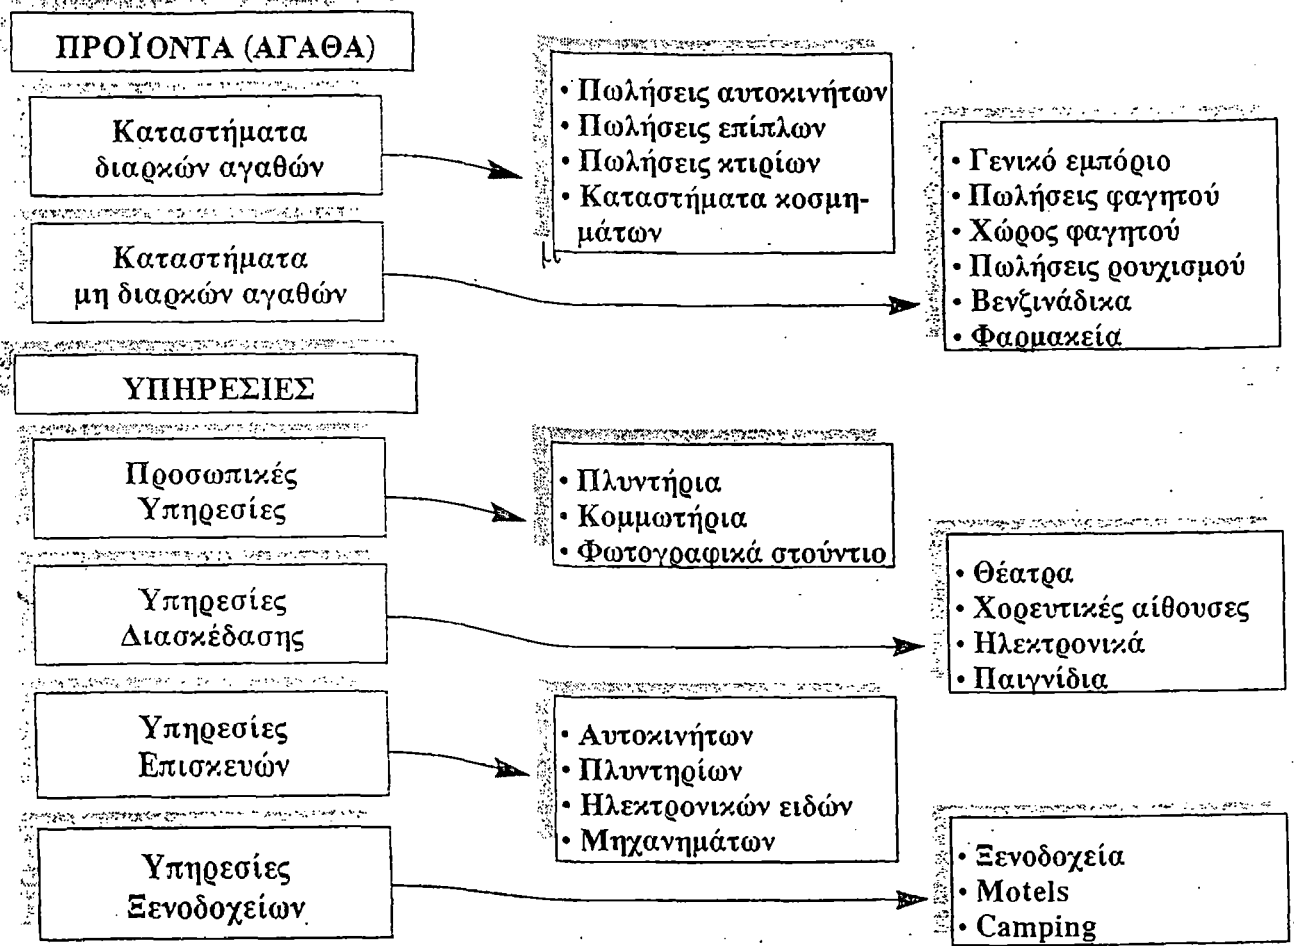 ΠΡΟΪΟΝΤΑ (ΑΓΑΘΑ)
Καταστήματα
διαρκών αγαθών
• Πωλήσεις αυτοκινήτων
• Πωλήσεις επίπλων
• Πωλήσεις κτιρίων
• Καταστήματα κοσμη-
μάτων
Καταστήματα
μη διαρκών αγαθών
• Γενικό εμπόριο
• Πωλήσεις φαγητού
• Χώρος φαγητού
• Πωλήσεις ρουχισμού
• Βενζινάδικα
• Φαρμακεία
ΥΠΗΡΕΣΙΕΣ
Προσωπικές
Υπηρεσίες
• Πλυντήρια
• Κομμωτήρια
• Φωτογραφικά στούντιο
Υπηρεσίες
Διασκέδασης
• Θέατρα
• Χορευτικές αίθουσες
• Ηλεκτρονικά
• Παιγνίδια
Υπηρεσίες
Επισκευών
• Αυτοκινήτων
• Πλυντηρίων
• Ηλεκτρονικών ειδών
• Μηχανημάτων
Υπηρεσίες
Ξενοδοχείων
• Ξενοδοχεία
• Motels
• Camping